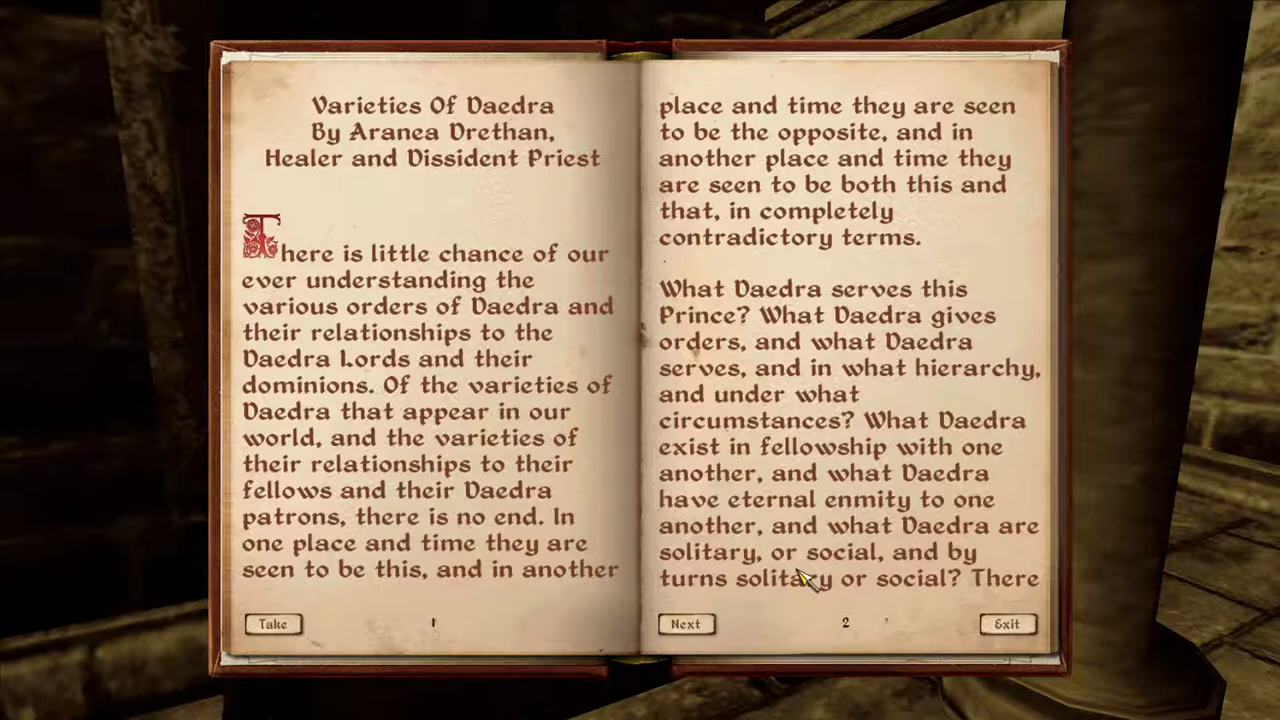 Varieties Of Daedra
By Aranea Drethan,
Healer and Dissident Priest
There is little chance of our
ever understanding the
various orders of Daedra and
their relationships to the
Daedra Lords and their
dominions. Of the varieties of
Daedra that appear in our
world, and the varieties of
their relationships to their
fellows and their Daedra
patrons, there is no end. In
one place and time they are
seen to be this, and in another
Take
1
place and time they are seen
to be the opposite, and in
another place and time they
are seen to be both this and
that, in completely
contradictory terms.
What Daedra serves this
Prince? What Daedra gives
orders, and what Daedra
serves, and in what hierarchy,
and under what
circumstances? What Daedra
exist in fellowship with one
another, and what Daedra
have eternal enmity to one
another, and what Daedra are
solitary, or social, and by
turns solitary or social? There
Next
2
Exit